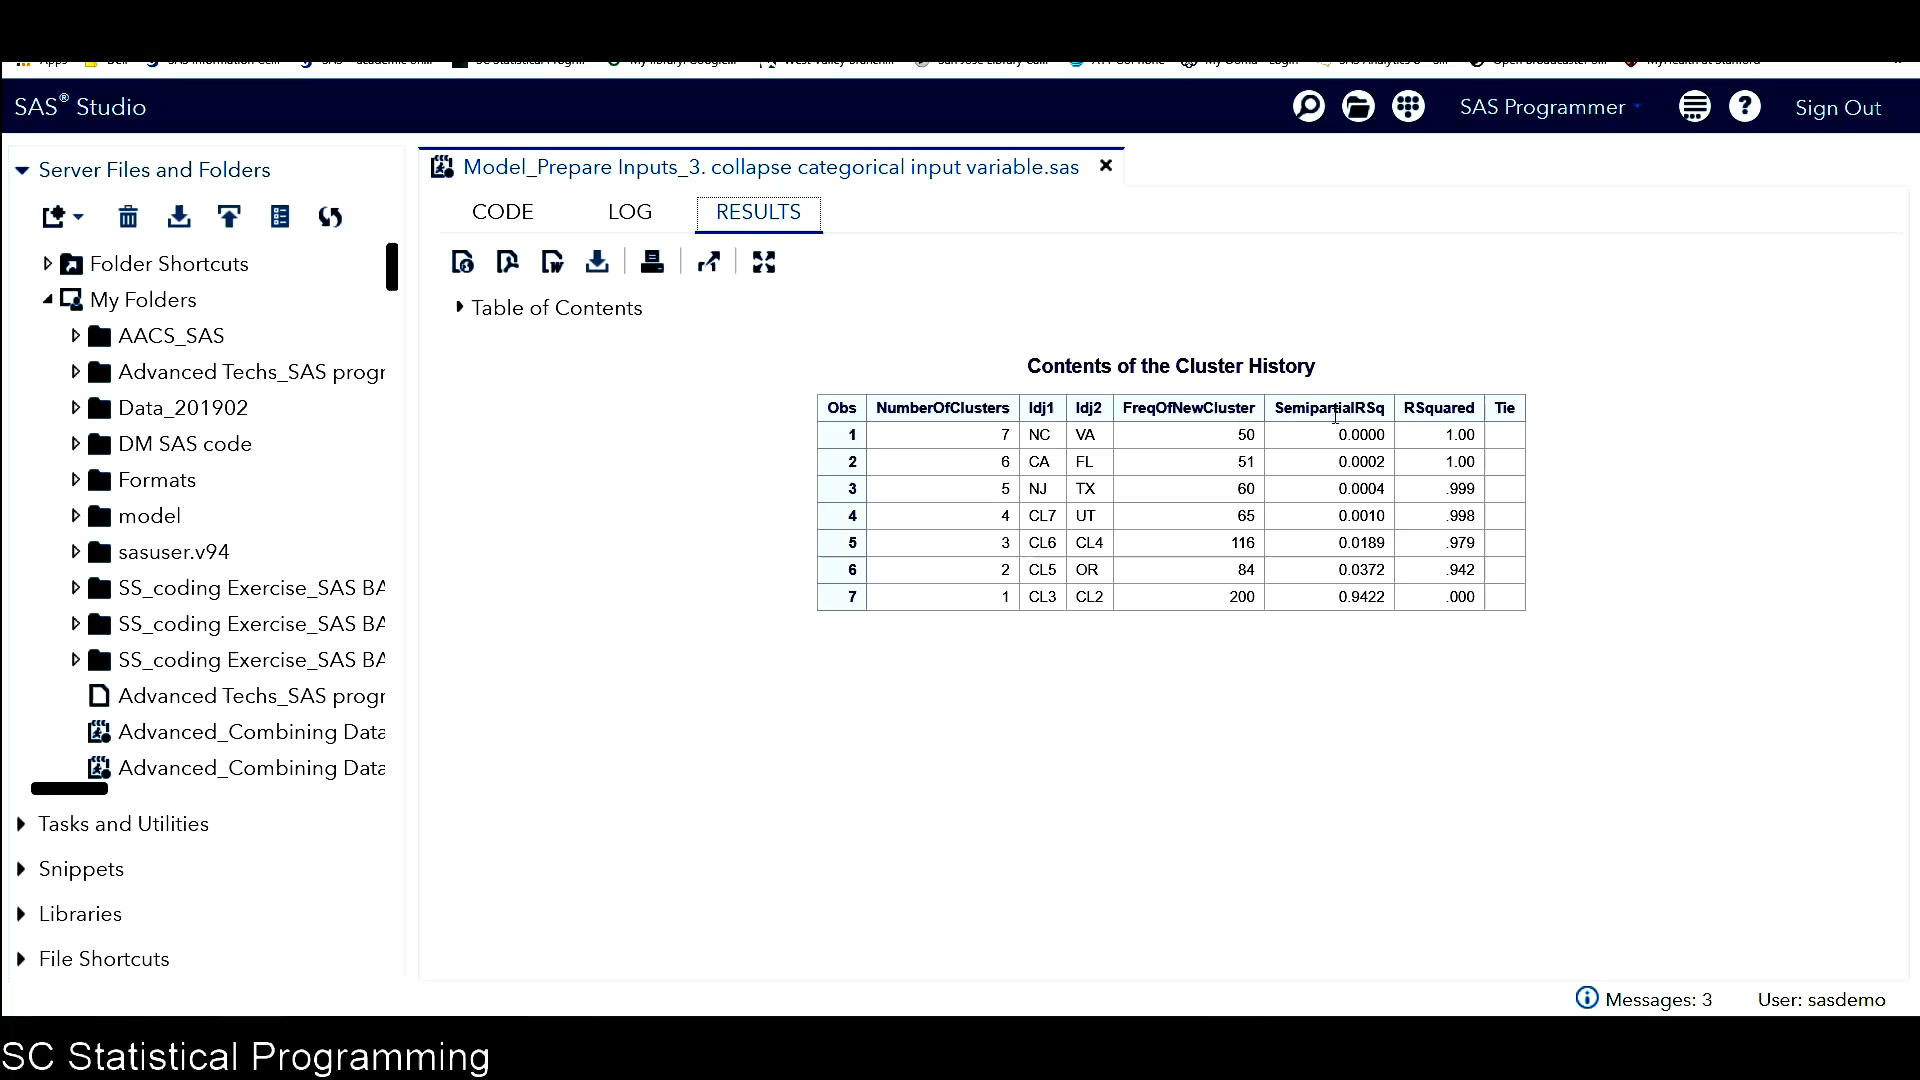 SAS® Studio
SAS Programmer
Sign Out
Server Files and Folders
Folder Shortcuts
My Folders
AACS_SAS
Advanced Techs_SAS progr
Data_201902
DM SAS code
Formats
model
sasuser.v94
SS_coding Exercise_SAS BA
SS_coding Exercise_SAS BA
SS_coding Exercise_SAS BA
Advanced Techs_SAS progr
Advanced_Combining Data
Advanced_Combining Data
Tasks and Utilities
Snippets
Libraries
File Shortcuts
Model_Prepare Inputs_3. collapse categorical input variable.sas
CODE LOG RESULTS
Table of Contents
Contents of the Cluster History
Obs NumberOfClusters Idj1 Idj2 FreqOfNewCluster SemipartialRSq RSquared Tie
1 7 NC VA 50 0.0000 1.00
2 6 CA FL 51 0.0002 1.00
3 5 NJ TX 60 0.0004 .999
4 4 CL7 UT 65 0.0010 .998
5 3 CL6 CL4 116 0.0189 .979
6 2 CL5 OR 84 0.0372 .942
7 1 CL3 CL2 200 0.9422 .000
Messages: 3
User: sasdemo
SC Statistical Programming